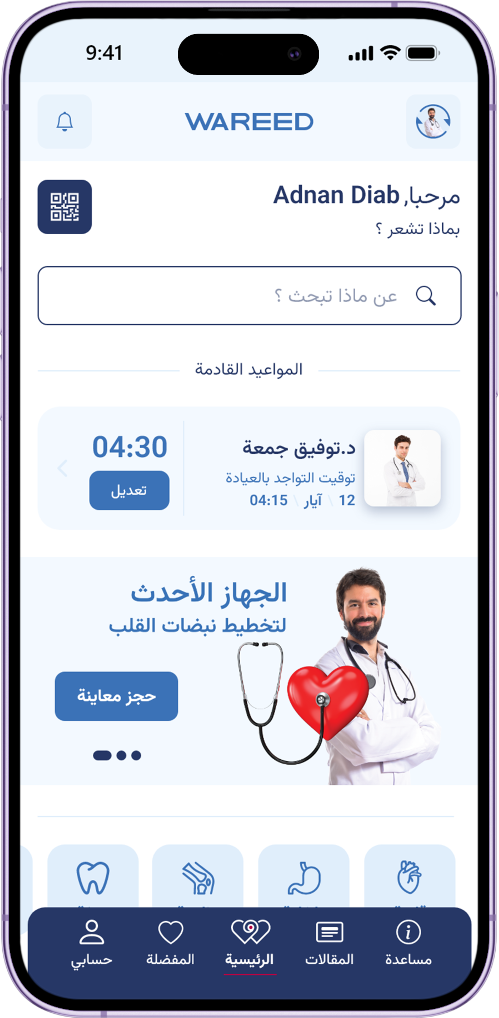 9:41
WAREED
مرحبا, Adnan Diab
بماذا تشعر ؟
عن ماذا تبحث ؟
المواعيد القادمة
د.توفيق جمعة
04:30
توقيت التواجد بالعيادة
12 \ آيار \ 04:15
تعديل
الجهاز الأحدث
لتخطيط نبضات القلب
حجز معاينة
مساعدة
المقالات
الرئيسية
المفضلة
حسابي